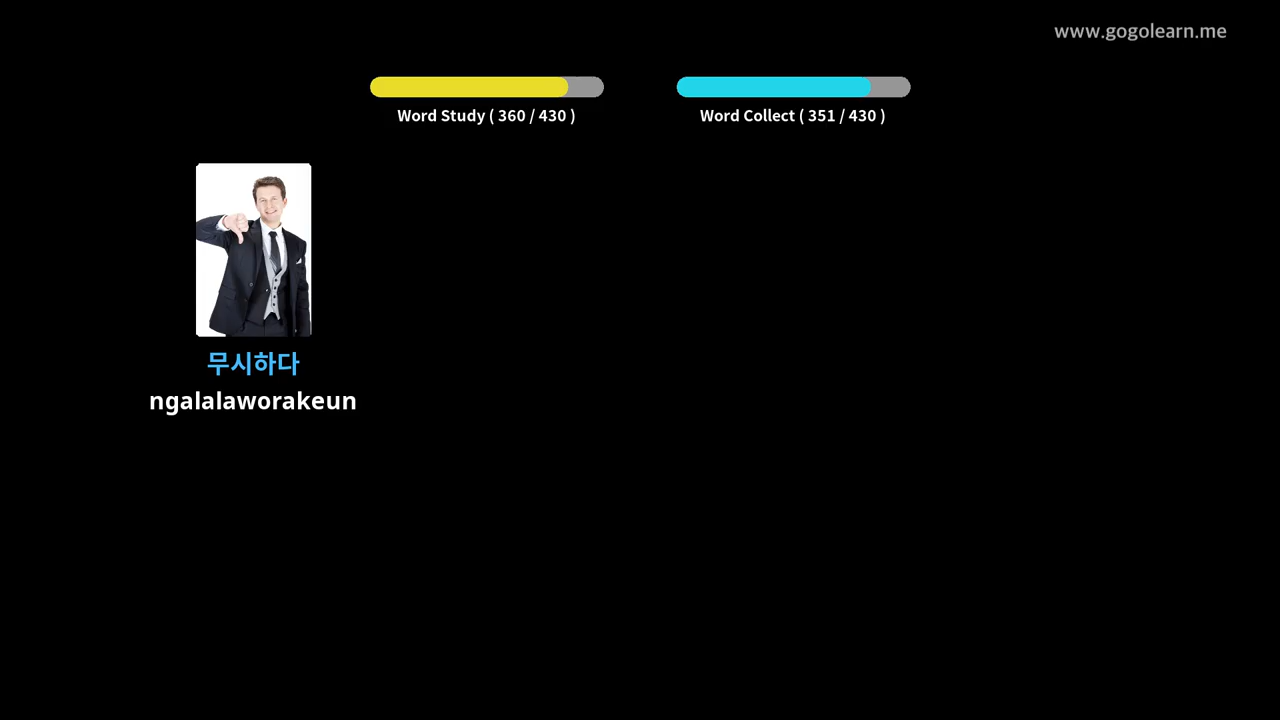 www.gogolearn.me
Word Study ( 360 / 430 )
Word Collect ( 351 / 430 )
무시하다
ngalalaworakeun